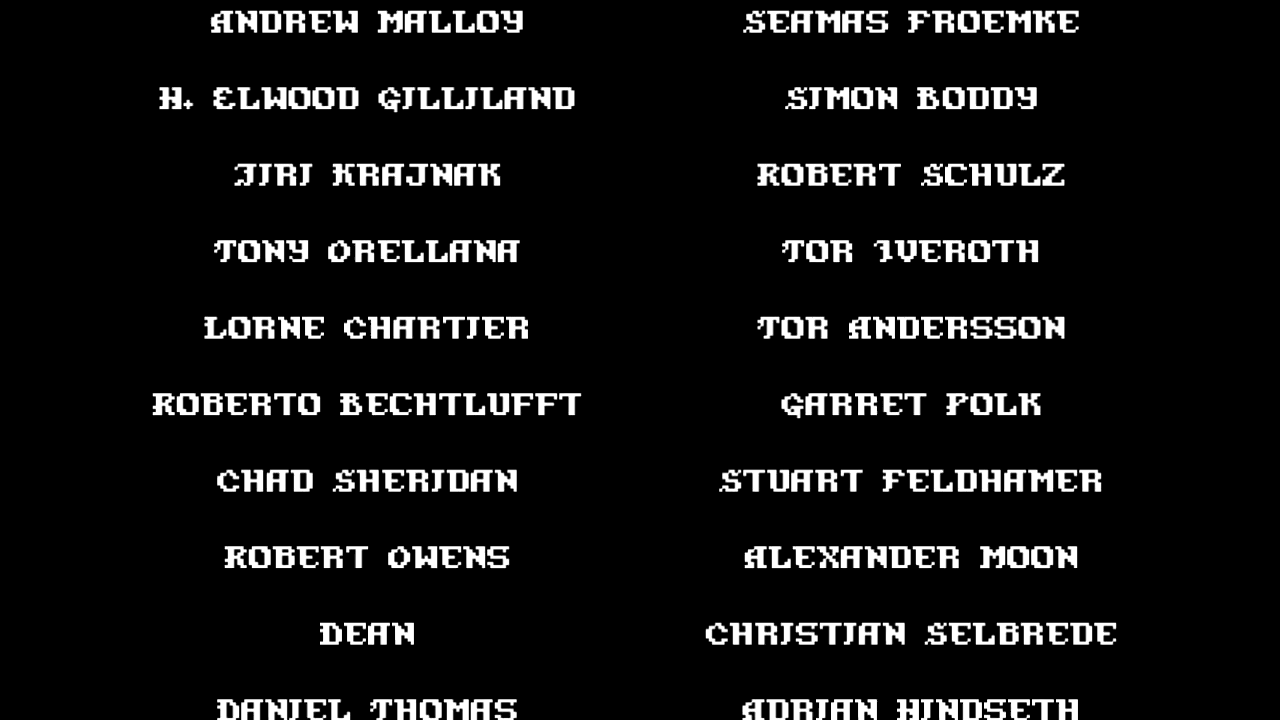 ANDREW MALLOY
SEAMAS FROEMKE
H. ELWOOD GILLILAND
SIMON BODDY
JIRI KRAJNAK
ROBERT SCHULZ
TONY ORELLANA
TOR IVEROTH
LORNE CHARTIER
TOR ANDERSSON
ROBERTO BECHTLUFFT
GARRET POLK
CHAD SHERIDAN
STUART FELDHAMER
ROBERT OWENS
ALEXANDER MOON
DEAN
CHRISTIAN SELBREDE
DANIEL THOMAS
ADRIAN HINDSETH